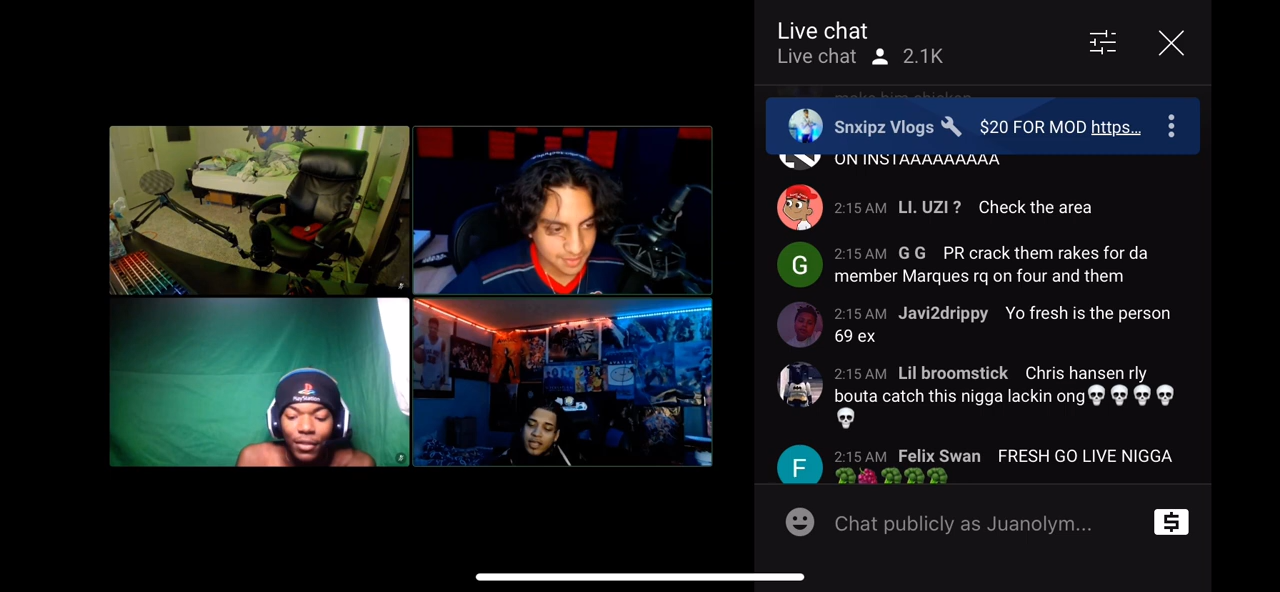 Live chat
Live chat 2.1K
make him chicken
Snxipz Vlogs $20 FOR MOD https...
ON INSTAAAAAAAAA
2:15 AM LI. UZI ? Check the area
G 2:15 AM G G PR crack them rakes for da
member Marques rq on four and them
2:15 AM Javi2drippy Yo fresh is the person
69 ex
2:15 AM Lil broomstick Chris hansen rly
bouta catch this nigga lackin ong💀💀💀💀
💀
F 2:15 AM Felix Swan FRESH GO LIVE NIGGA
🥦🍇🥦🥦🥦
Chat publicly as Juanolym...
PlayStation